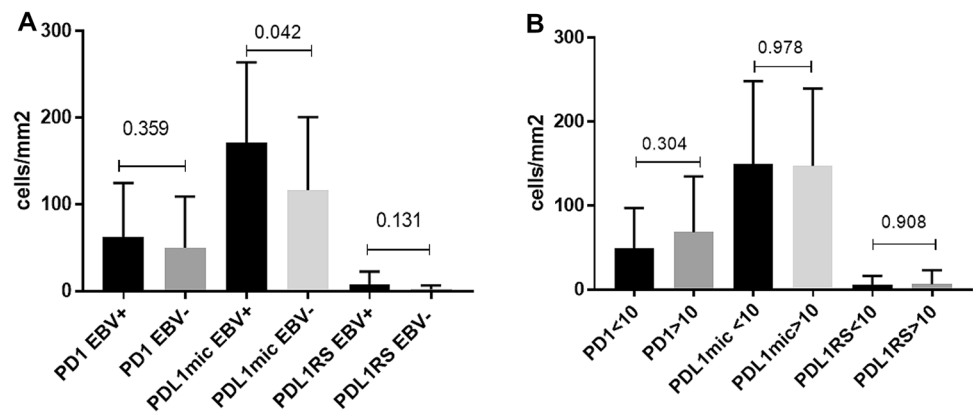 A
cells/mm2
300
200
100
0
0.359
0.042
0.131
PD1 EBV+
PD1 EBV-
PDL1mic EBV+
PDL1mic EBV-
PDL1RS EBV+
PDL1RS EBV-
B
cells/mm2
300
200
100
0
0.304
0.978
0.908
PD1<10
PD1>10
PDL1mic <10
PDL1mic>10
PDL1RS<10
PDL1RS>10